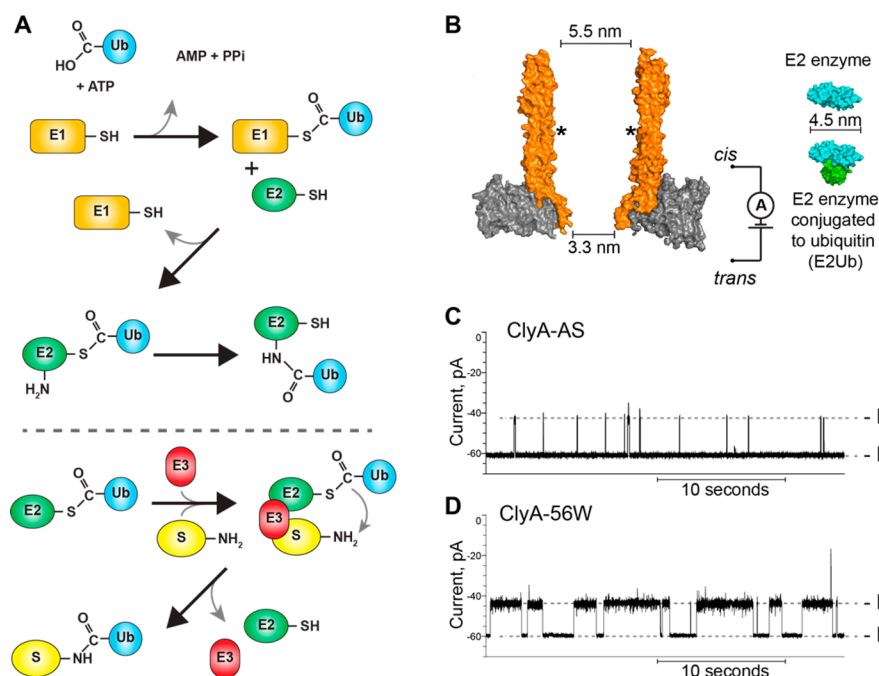 A
HO
O
C
Ub
+ ATP
AMP + PPi
E1
SH
E1
S
O
C
Ub
+
E2
SH
E1
SH
E2
S
O
C
Ub
H₂N
E2
SH
HN
O
C
Ub
E2
S
O
C
Ub
E3
S
NH₂
E2
S
O
C
Ub
E3
S
NH₂
S
NH
O
C
Ub
E3
E2
SH
B
5.5 nm
*
*
3.3 nm
cis
A
trans
E2 enzyme
4.5 nm
E2 enzyme
conjugated
to ubiquitin
(E2Ub)
C
ClyA-AS
Current, pA
0
-20
-40
-60
10 seconds
D
ClyA-56W
Current, pA
0
-20
-40
-60
10 seconds